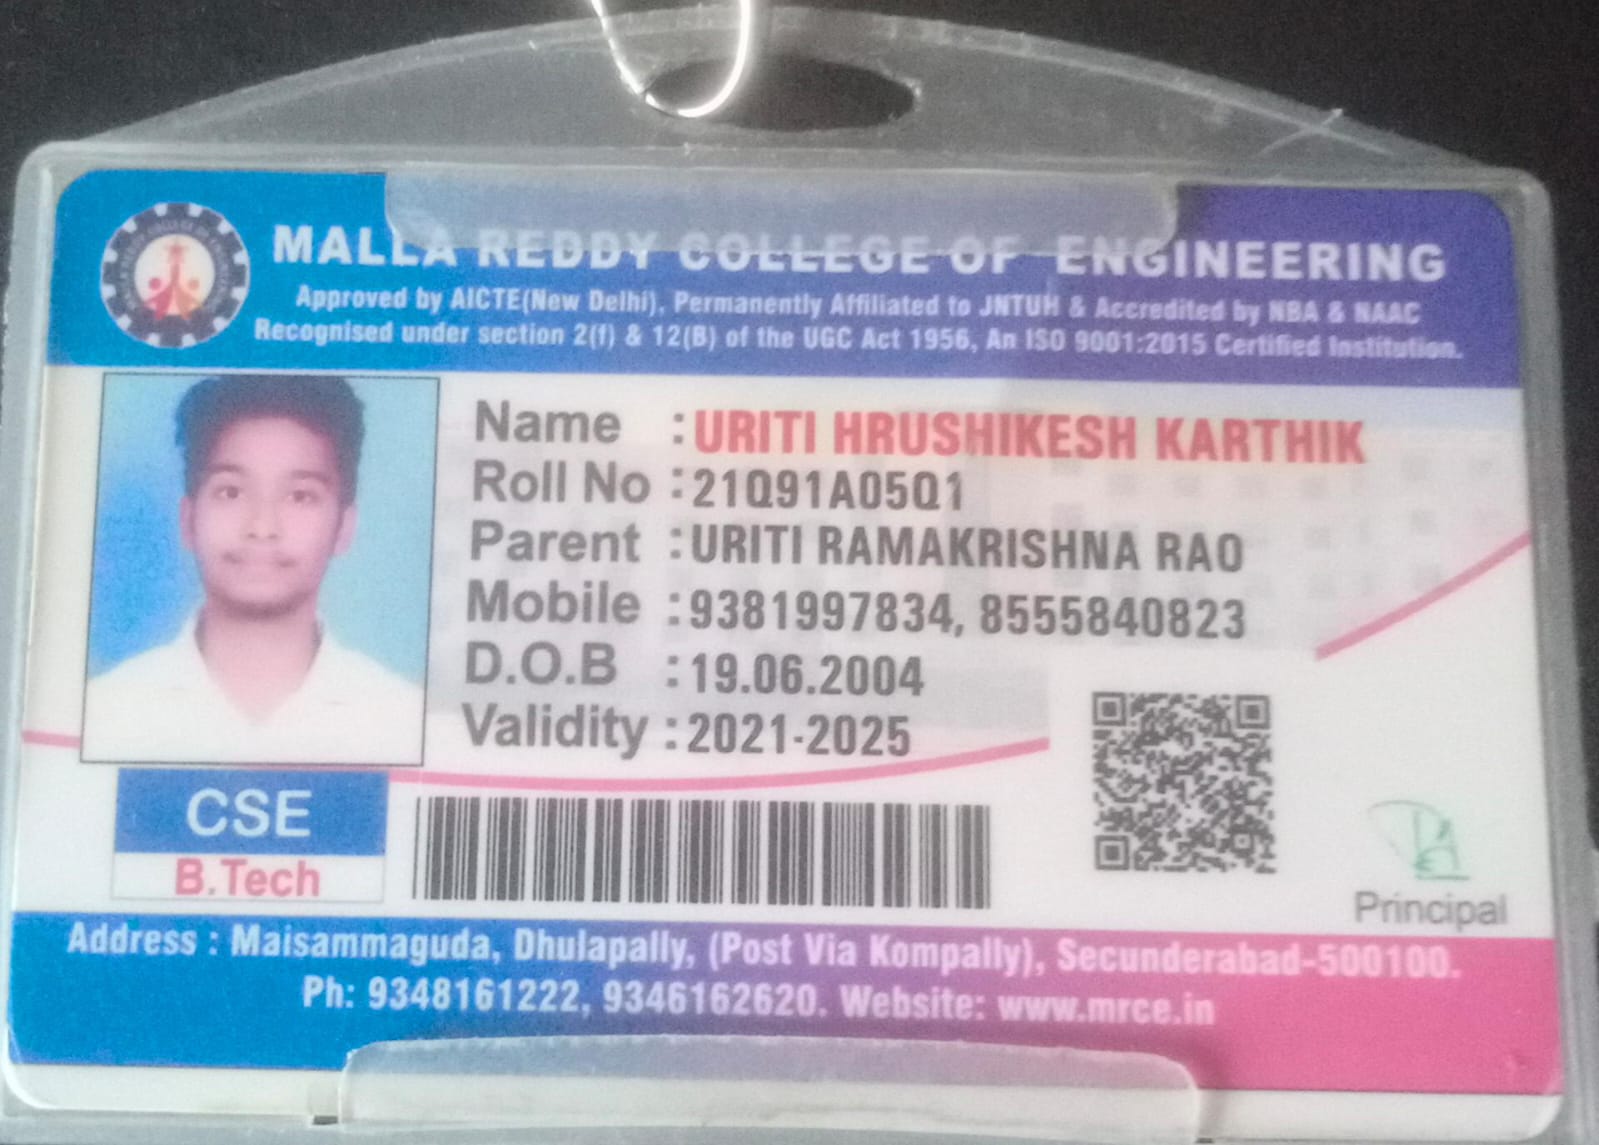 MALLA REDDY COLLEGE OF ENGINEERING
Approved by AICTE(New Delhi), Permanently Affiliated to JNTUH & Accredited by NBA & NAAC
Recognised under section 2(f) & 12(B) of the UGC Act 1956, An ISO 9001:2015 Certified Institution.
Name : URITI HRUSHIKESH KARTHIK
Roll No : 21Q91A05Q1
Parent : URITI RAMAKRISHNA RAO
Mobile : 9381997834, 8555840823
D.O.B : 19.06.2004
Validity : 2021-2025
CSE
B.Tech
Principal
Address : Maisammaguda, Dhulapally, (Post Via Kompally), Secunderabad-500100.
Ph: 9348161222, 9346162620. Website: www.mrce.in